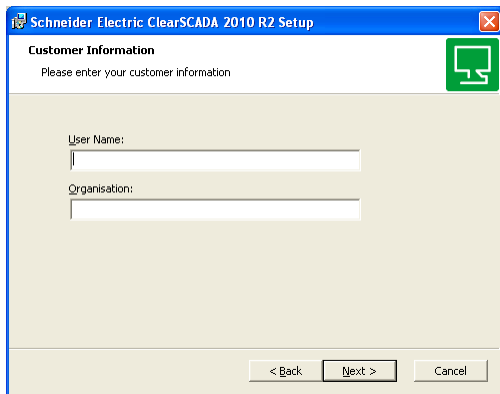 Schneider Electric ClearSCADA 2010 R2 Setup
Customer Information
Please enter your customer information
User Name:
Organisation:
< Back Next > Cancel